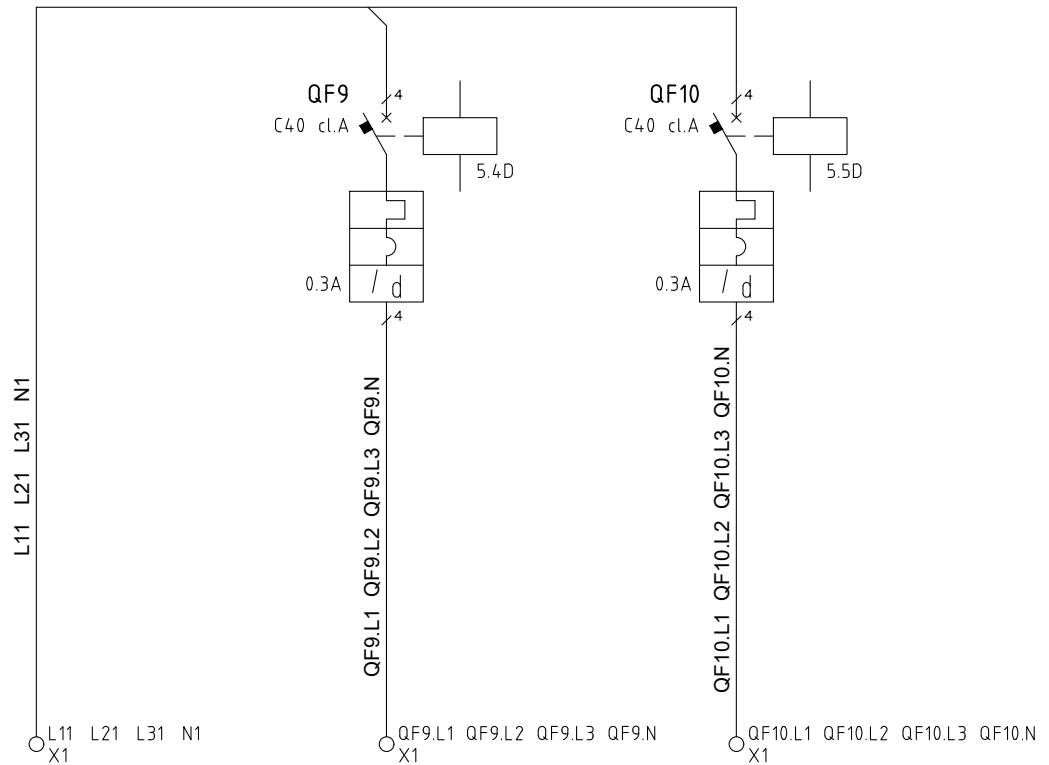 QF9
4
C40 cl.A
5.4D
0.3A
/ d
4
QF10
4
C40 cl.A
5.5D
0.3A
/ d
4
L11 L21 L31 N1
QF9.L1 QF9.L2 QF9.L3 QF9.N
QF10.L1 QF10.L2 QF10.L3 QF10.N
L11 L21 L31 N1
X1
QF9.L1 QF9.L2 QF9.L3 QF9.N
X1
QF10.L1 QF10.L2 QF10.L3 QF10.N
X1